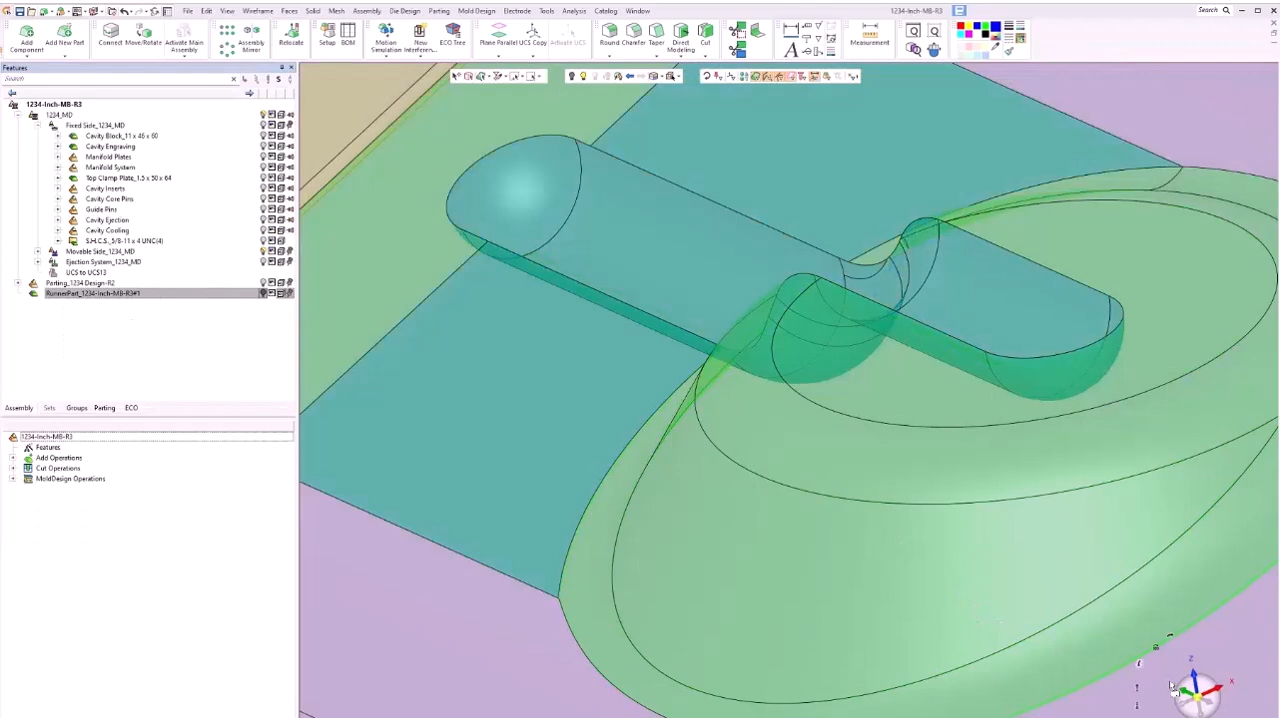 File Edit View Wireframe Faces Solid Mesh Assembly Die Design Parting Mold Design Electrode Tools Analysis Catalog Window
1234-Inch-MB-R3
Search
Add Component
Add New Part
Connect
Move/Rotate
Activate Main Assembly
Assembly Mirror
Relocate
Setup
BOM
Motion Simulation
New Interferen...
ECO Tree
Plane
Parallel
UCS Copy
Activate UCS
Round
Chamfer
Taper
Direct Modeling
Cut
Measurement
Features
Search
S
1234-Inch-MB-R3
1234_MD
Fixed Side_1234_MD
Cavity Block_11 x 46 x 60
Cavity Engraving
Manifold Plates
Manifold System
Top Clamp Plate_1.5 x 50 x 64
Cavity Inserts
Cavity Core Pins
Guide Pins
Cavity Ejection
Cavity Cooling
S.H.C.S._5/8-11 x 4 UNC(4)
Movable Side_1234_MD
Ejection System_1234_MD
UCS to UCS13
Parting_1234 Design-R2
RunnerPart_1234-Inch-MB-R3#1
Assembly Sets Groups Parting ECO
1234-Inch-MB-R3
Features
Add Operations
Cut Operations
MoldDesign Operations
Z
X